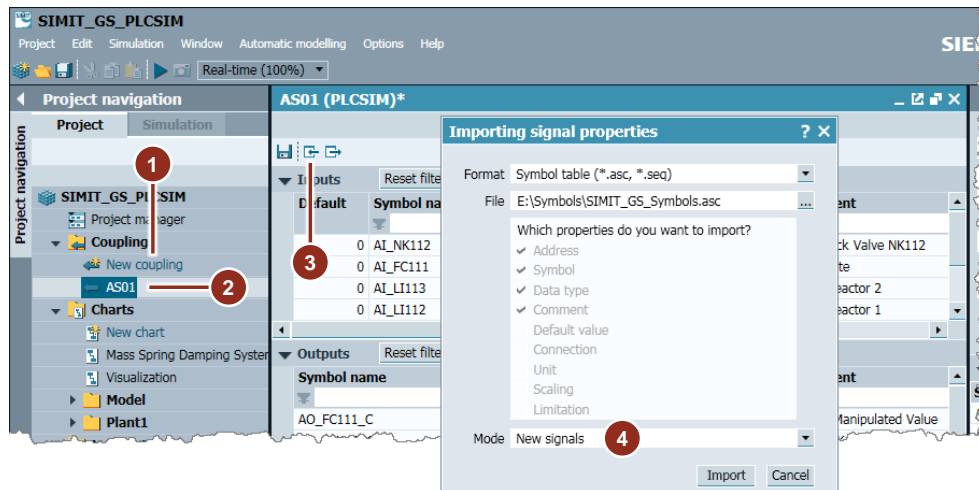 SIMIT_GS_PLCSIM
Project Edit Simulation Window Automatic modelling Options Help
SIES
Real-time (100%)
Project navigation
AS01 (PLCSIM)*
Project navigation
Project Simulation
1
SIMIT_GS_PLCSIM
Project manager
Coupling
New coupling
AS01
2
Charts
New chart
Mass Spring Damping System
Visualization
Model
Plant1
3
Inputs Reset filte
Default Symbol na
0 AI_NK112
0 AI_FC111
0 AI_LI113
0 AI_LI112
Outputs Reset filte
Symbol name
AO_FC111_C
Importing signal properties ?
Format Symbol table (*.asc, *.seq)
File E:\Symbols\SIMIT_GS_Symbols.asc ...
Which properties do you want to import?
Address
Symbol
Data type
Comment
Default value
Connection
Unit
Scaling
Limitation
Mode New signals
4
Import Cancel
ent
ck Valve NK112
te
eactor 2
eactor 1
ent
Manipulated Value